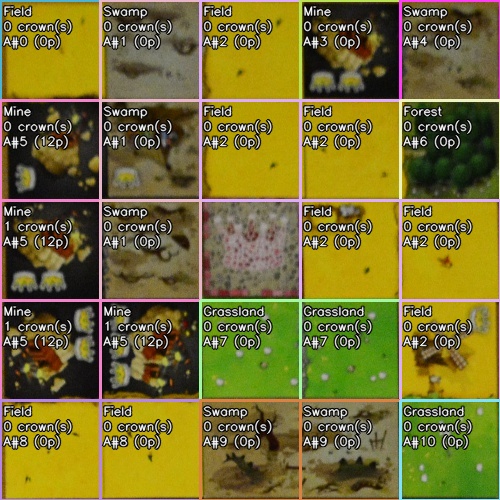 Field
0 crown(s)
A#0 (0p)
Swamp
0 crown(s)
A#1 (0p)
Field
0 crown(s)
A#2 (0p)
Mine
0 crown(s)
A#3 (0p)
Swamp
0 crown(s)
A#4 (0p)
Mine
0 crown(s)
A#5 (12p)
Swamp
0 crown(s)
A#1 (0p)
Field
0 crown(s)
A#2 (0p)
Field
0 crown(s)
A#2 (0p)
Forest
0 crown(s)
A#6 (0p)
Mine
1 crown(s)
A#5 (12p)
Swamp
0 crown(s)
A#1 (0p)
Field
0 crown(s)
A#2 (0p)
Field
0 crown(s)
A#2 (0p)
Mine
1 crown(s)
A#5 (12p)
Mine
1 crown(s)
A#5 (12p)
Grassland
0 crown(s)
A#7 (0p)
Grassland
0 crown(s)
A#7 (0p)
Field
0 crown(s)
A#2 (0p)
Field
0 crown(s)
A#8 (0p)
Field
0 crown(s)
A#8 (0p)
Swamp
0 crown(s)
A#9 (0p)
Swamp
0 crown(s)
A#9 (0p)
Grassland
0 crown(s)
A#10 (0p)